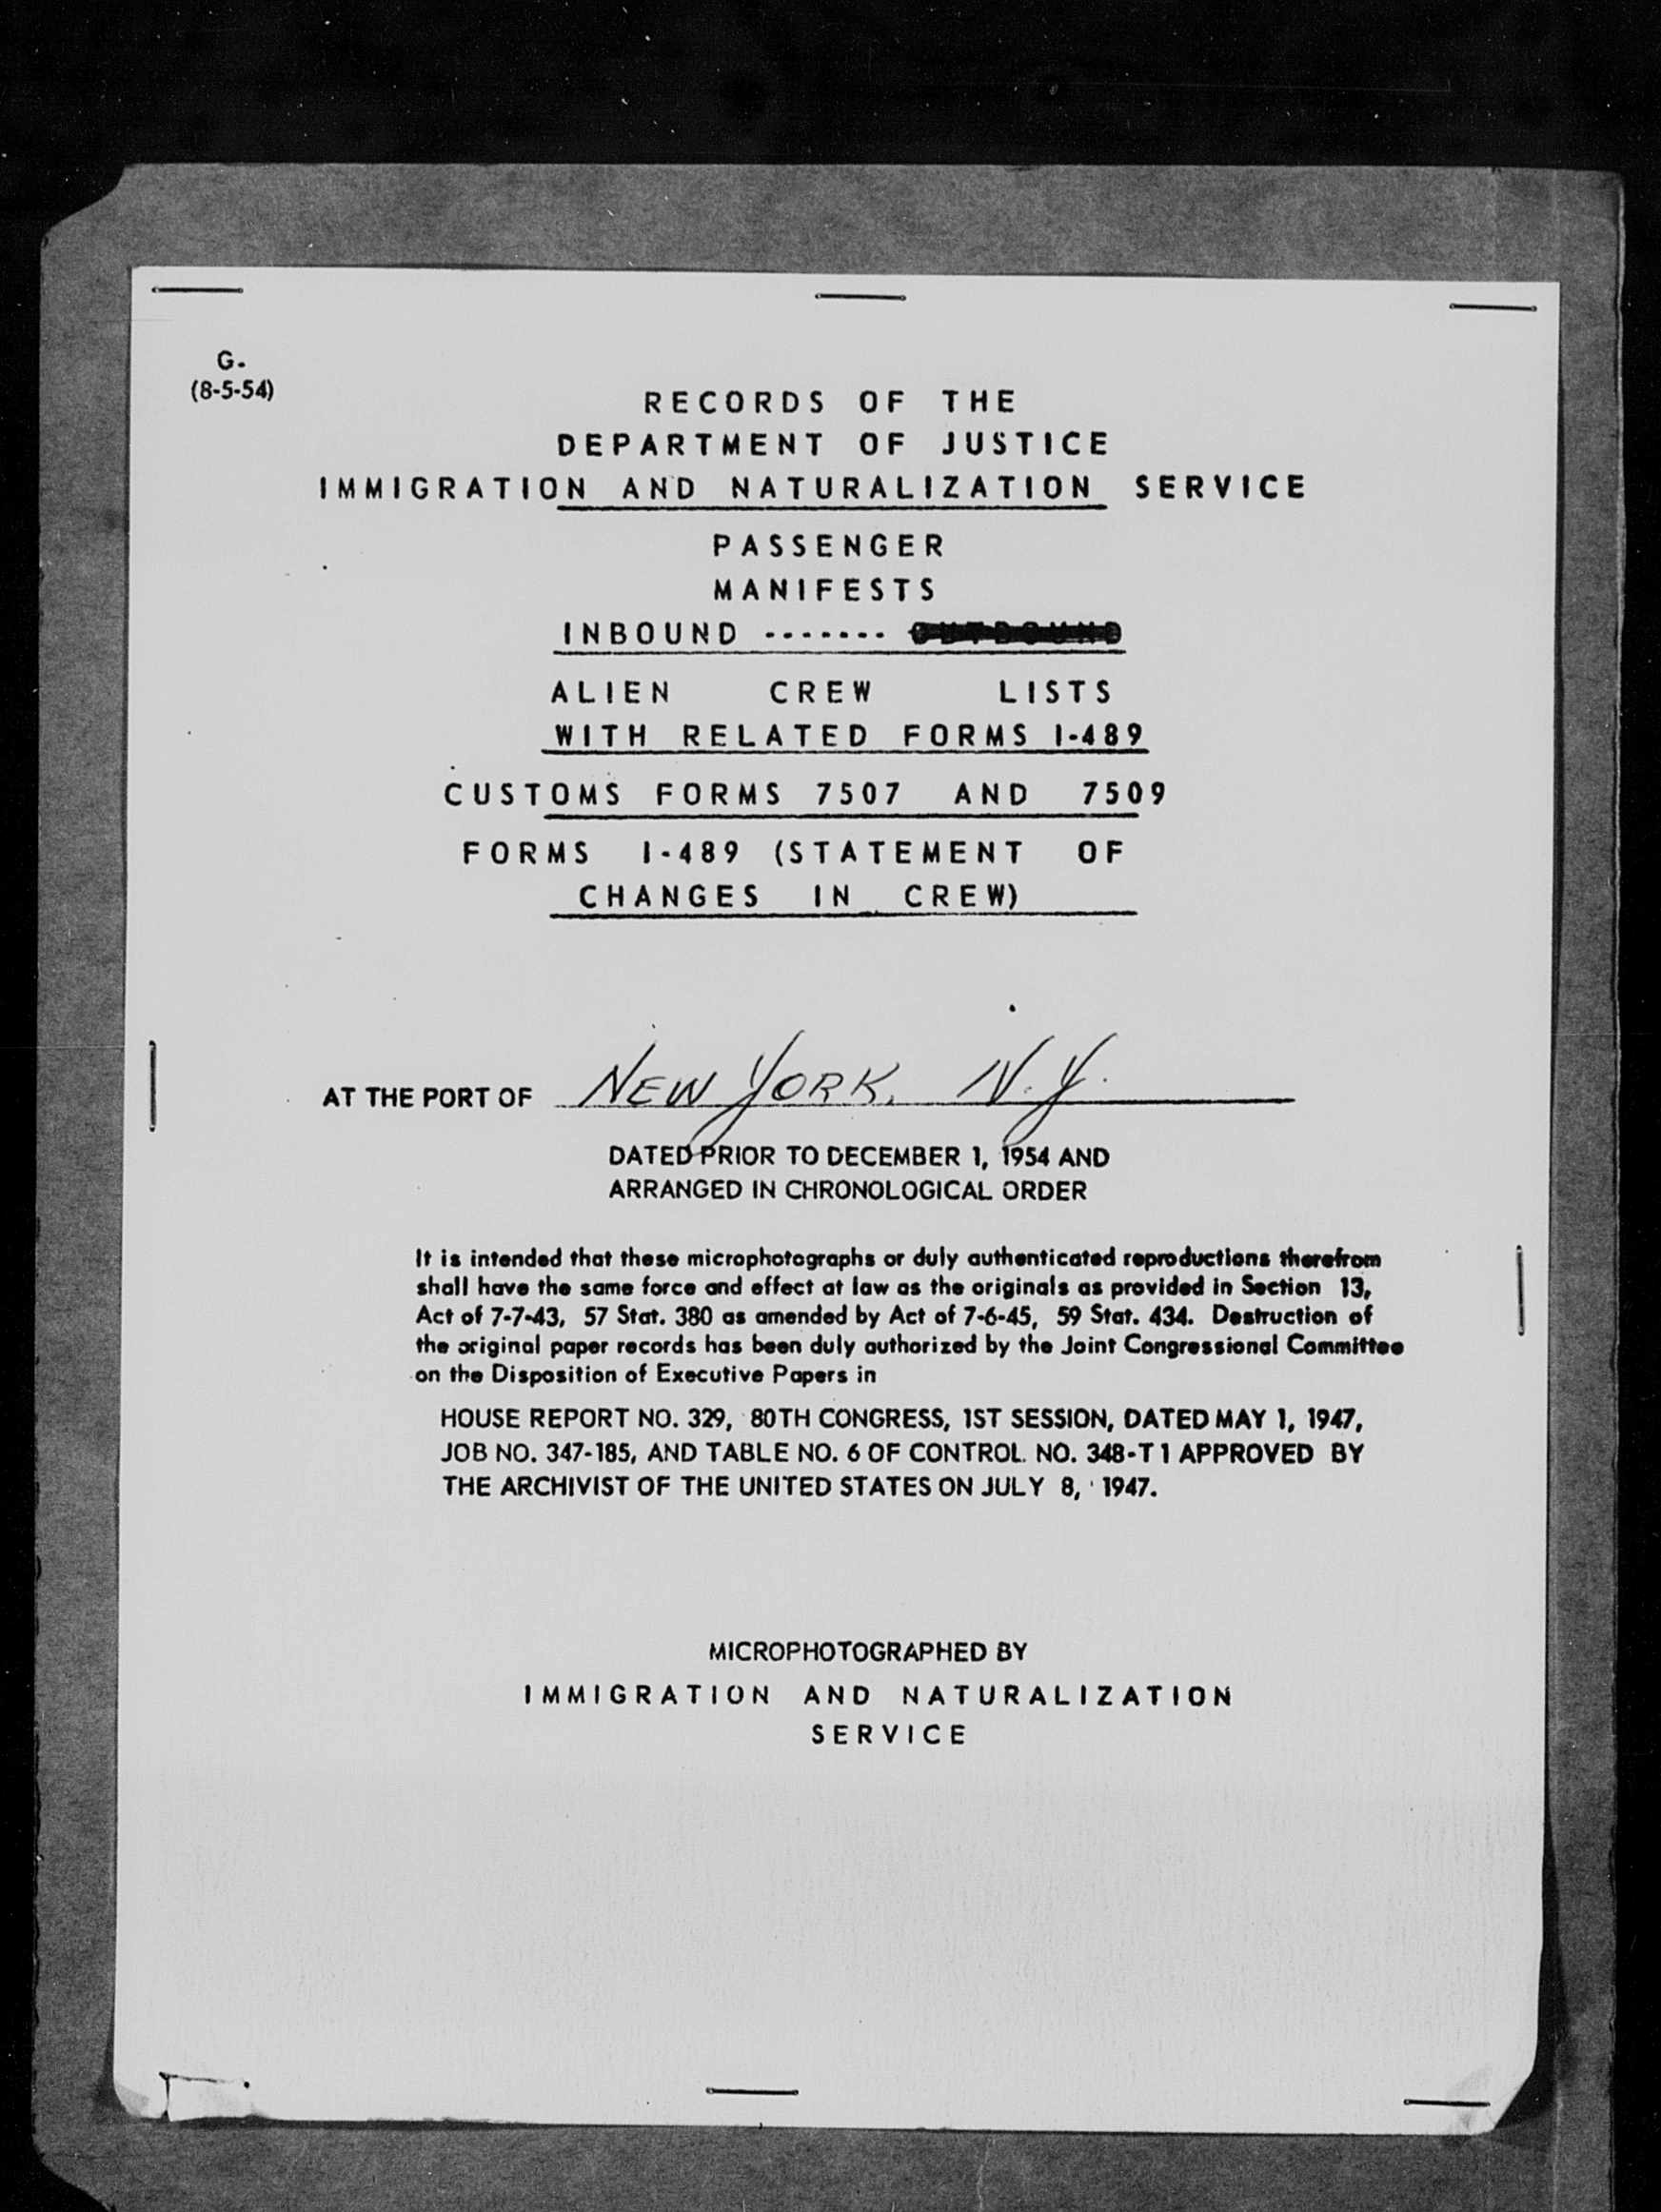 G.
(8-5-54)
RECORDS OF THE
DEPARTMENT OF JUSTICE
IMMIGRATION AND NATURALIZATION SERVICE
PASSENGER
MANIFESTS
INBOUND ------- OUTBOUND
ALIEN CREW LISTS
WITH RELATED FORMS I-489
CUSTOMS FORMS 7507 AND 7509
FORMS I-489 (STATEMENT OF
CHANGES IN CREW)
AT THE PORT OF NEW YORK, N.Y.
DATED PRIOR TO DECEMBER 1, 1954 AND
ARRANGED IN CHRONOLOGICAL ORDER
It is intended that these microphotographs or duly authenticated reproductions therefrom
shall have the same force and effect at law as the originals as provided in Section 13,
Act of 7-7-43, 57 Stat. 380 as amended by Act of 7-6-45, 59 Stat. 434. Destruction of
the original paper records has been duly authorized by the Joint Congressional Committee
on the Disposition of Executive Papers in
HOUSE REPORT NO. 329, 80TH CONGRESS, 1ST SESSION, DATED MAY 1, 1947,
JOB NO. 347-185, AND TABLE NO. 6 OF CONTROL NO. 348-T1 APPROVED BY
THE ARCHIVIST OF THE UNITED STATES ON JULY 8, 1947.
MICROPHOTOGRAPHED BY
IMMIGRATION AND NATURALIZATION
SERVICE